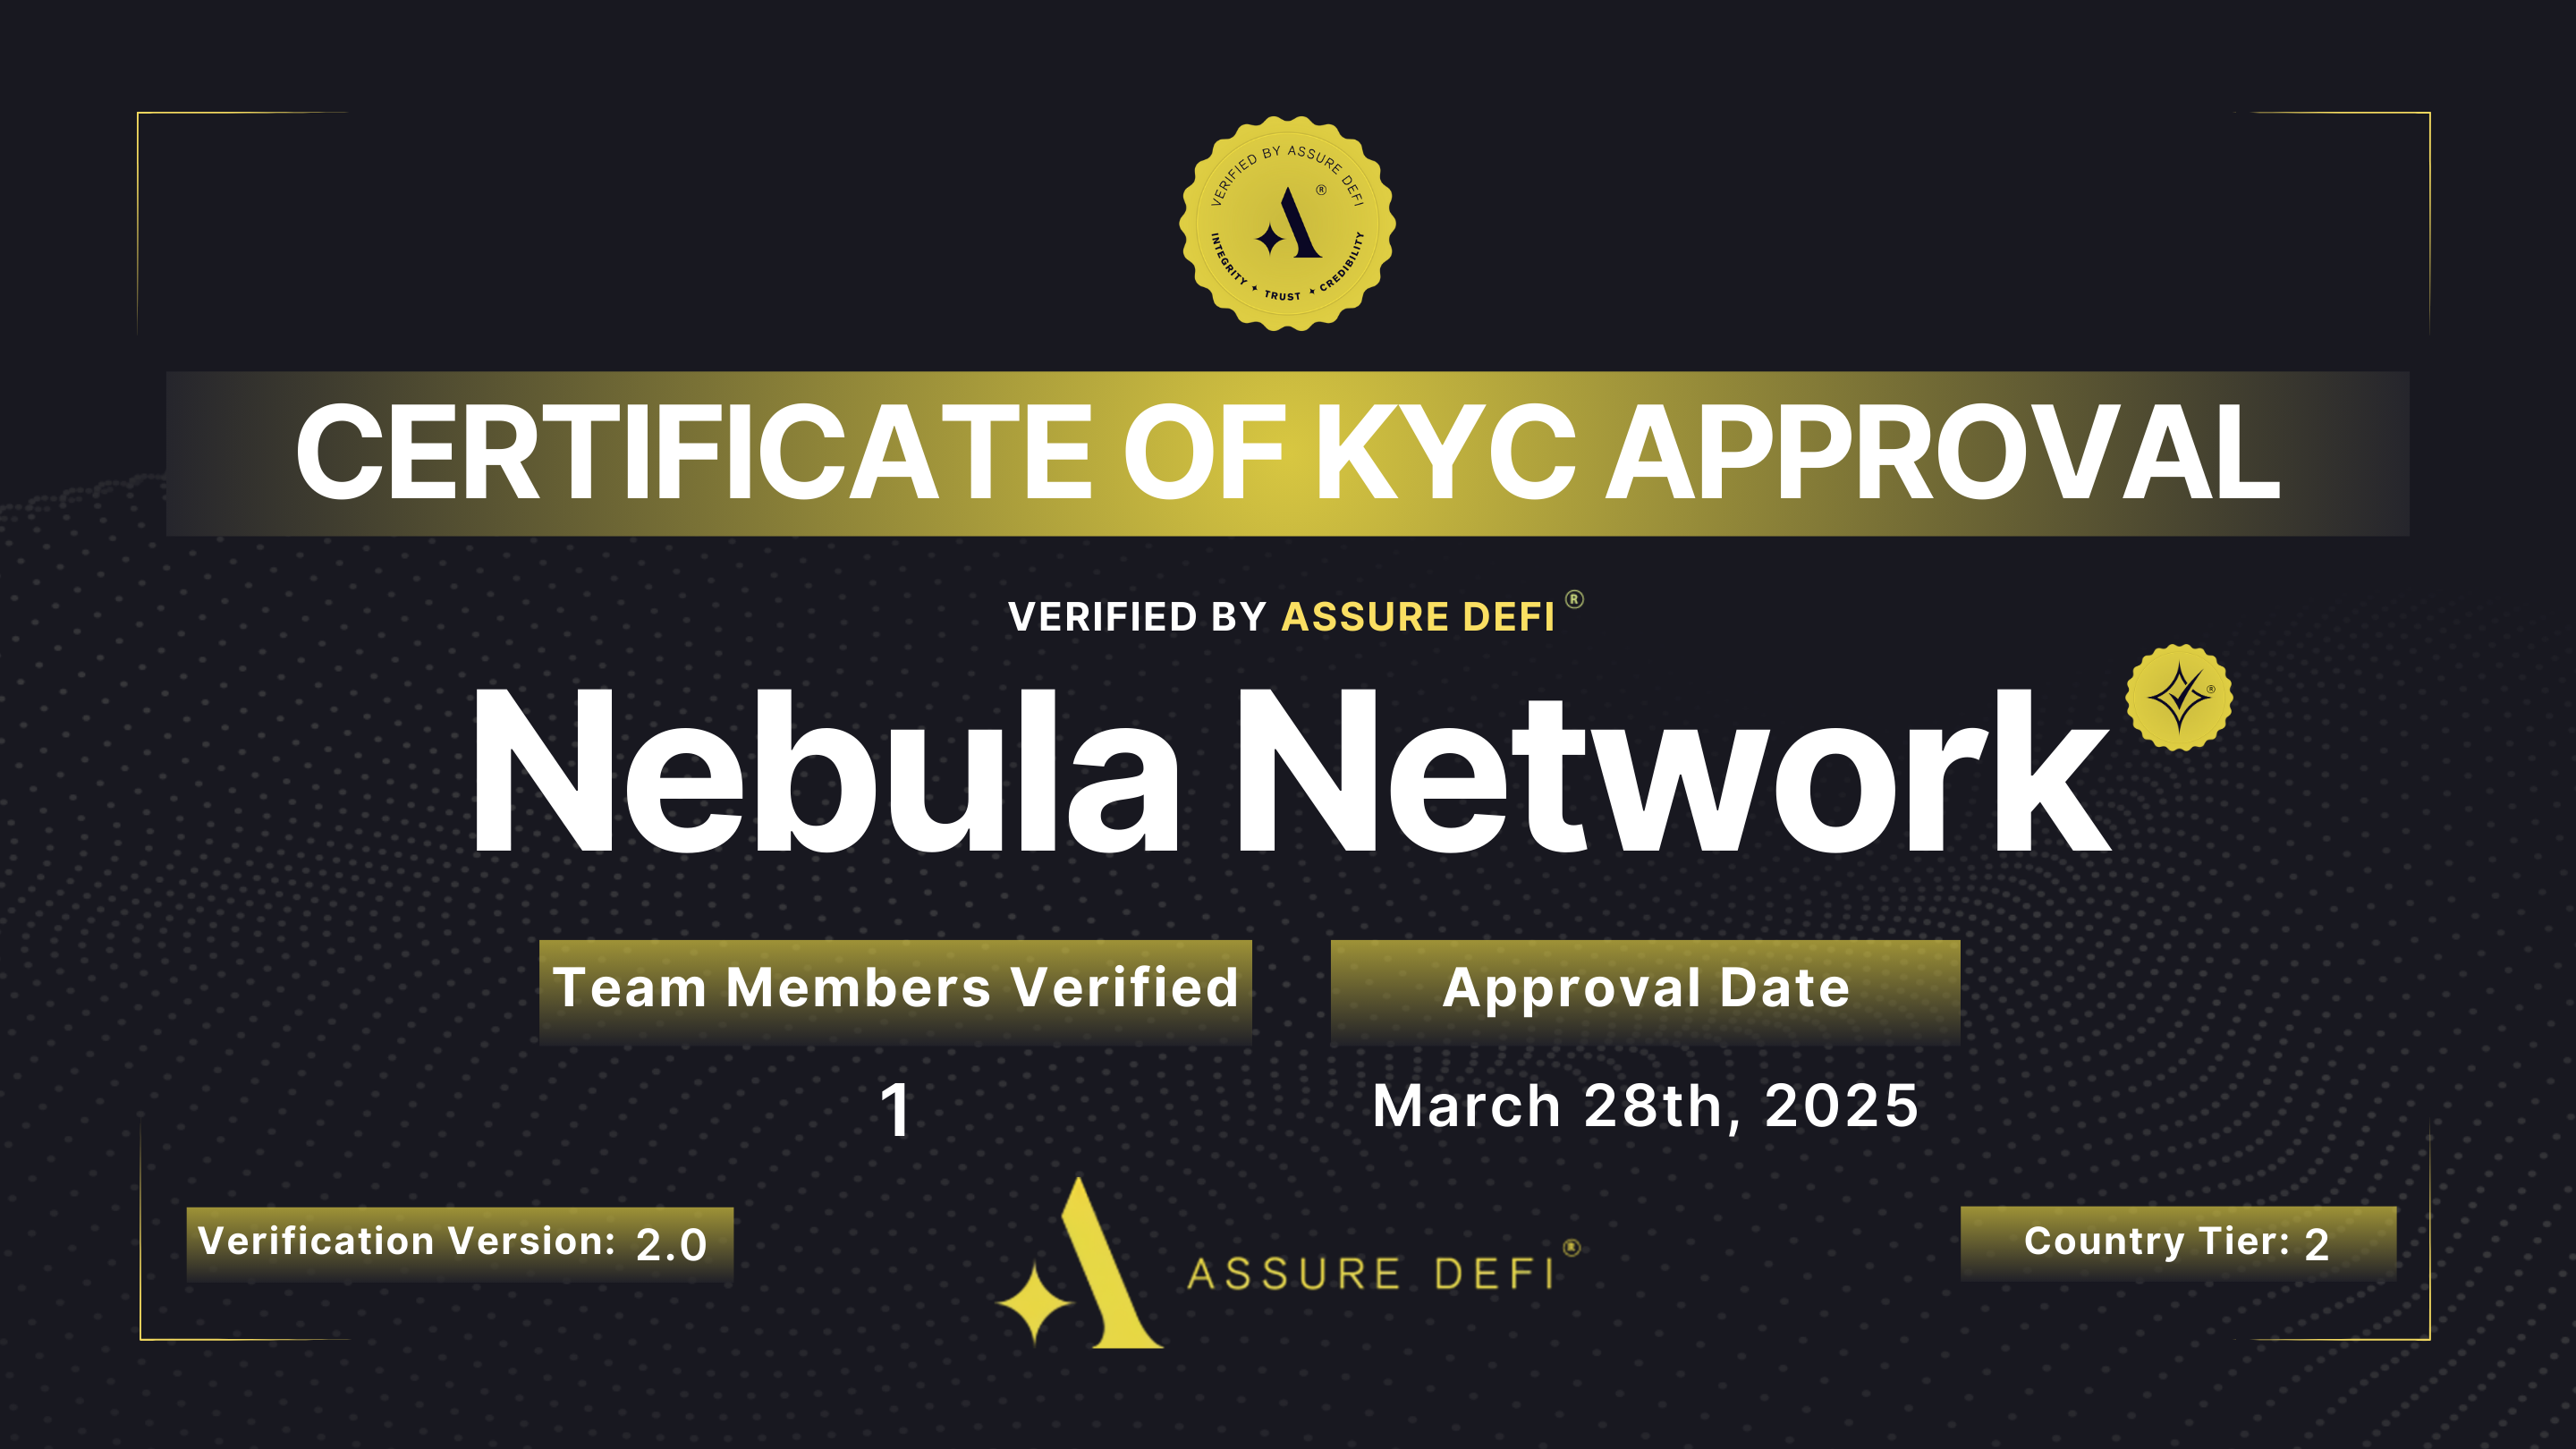 VERIFIED BY ASSURE DEFI
®
INTEGRITY ✦ TRUST ✦ CREDIBILITY
CERTIFICATE OF KYC APPROVAL
VERIFIED BY ASSURE DEFI ®
Nebula Network
®
Team Members Verified
1
Approval Date
March 28th, 2025
Verification Version: 2.0
ASSURE DEFI ®
Country Tier: 2